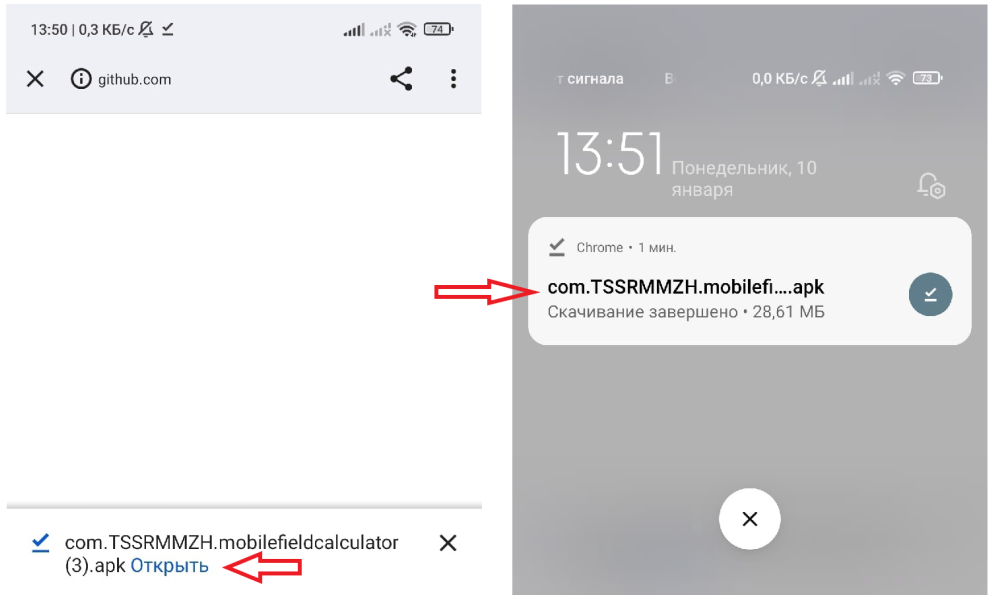 13:50 | 0,3 КБ/с
74
github.com
com.TSSRMMZH.mobilefieldcalculator
(3).apk Открыть
т сигнала
0,0 КБ/с
73
13:51
Понедельник, 10
января
Chrome • 1 мин.
com.TSSRMMZH.mobilefi....apk
Скачивание завершено • 28,61 МБ